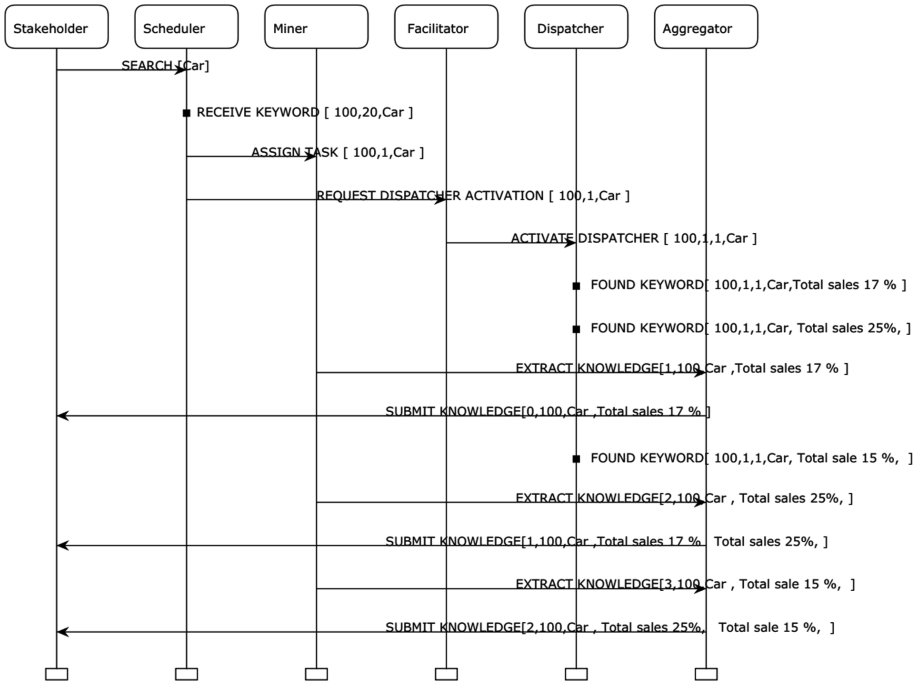 Stakeholder Scheduler Miner Facilitator Dispatcher Aggregator
SEARCH [Car]
RECEIVE KEYWORD [ 100,20,Car ]
ASSIGN TASK [ 100,1,Car ]
REQUEST DISPATCHER ACTIVATION [ 100,1,Car ]
ACTIVATE DISPATCHER [ 100,1,1,Car ]
FOUND KEYWORD[ 100,1,1,Car,Total sales 17 % ]
FOUND KEYWORD[ 100,1,1,Car, Total sales 25%, ]
EXTRACT KNOWLEDGE[1,100,Car ,Total sales 17 % ]
SUBMIT KNOWLEDGE[0,100,Car ,Total sales 17 % ]
FOUND KEYWORD[ 100,1,1,Car, Total sale 15 %, ]
EXTRACT KNOWLEDGE[2,100,Car , Total sales 25%, ]
SUBMIT KNOWLEDGE[1,100,Car ,Total sales 17 % Total sales 25%, ]
EXTRACT KNOWLEDGE[3,100,Car , Total sale 15 %, ]
SUBMIT KNOWLEDGE[2,100,Car , Total sales 25%, Total sale 15 %, ]